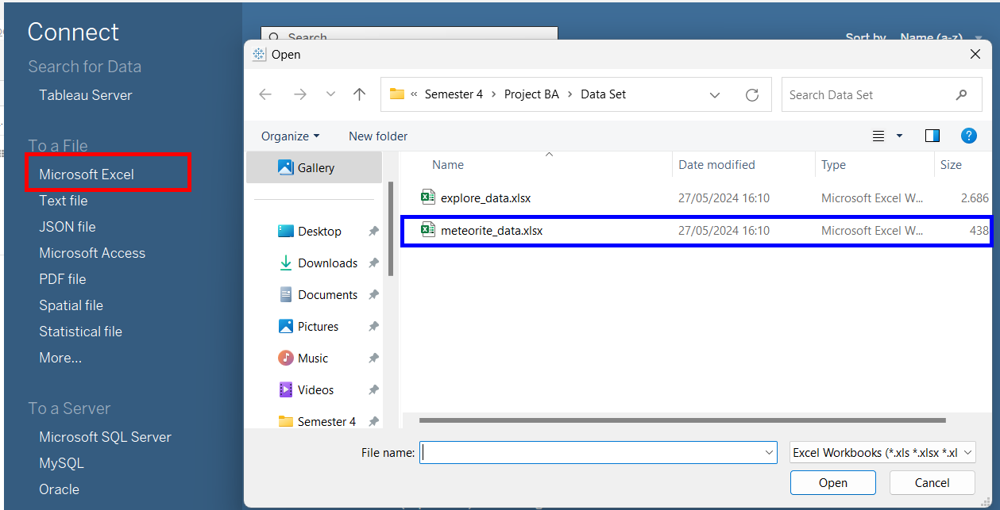 Connect
Search for Data
Tableau Server
To a File
Microsoft Excel
Text file
JSON file
Microsoft Access
PDF file
Spatial file
Statistical file
More...
To a Server
Microsoft SQL Server
MySQL
Oracle
Search
Sort by Name (a-z)
Open
« Semester 4 › Project BA › Data Set
Search Data Set
Organize
New folder
?
Gallery
Desktop
Downloads
Documents
Pictures
Music
Videos
Semester 4
Name Date modified Type Size
explore_data.xlsx 27/05/2024 16:10 Microsoft Excel W... 2.686
meteorite_data.xlsx 27/05/2024 16:10 Microsoft Excel W... 438
File name:
Excel Workbooks (*.xls *.xlsx *.xl
Open
Cancel